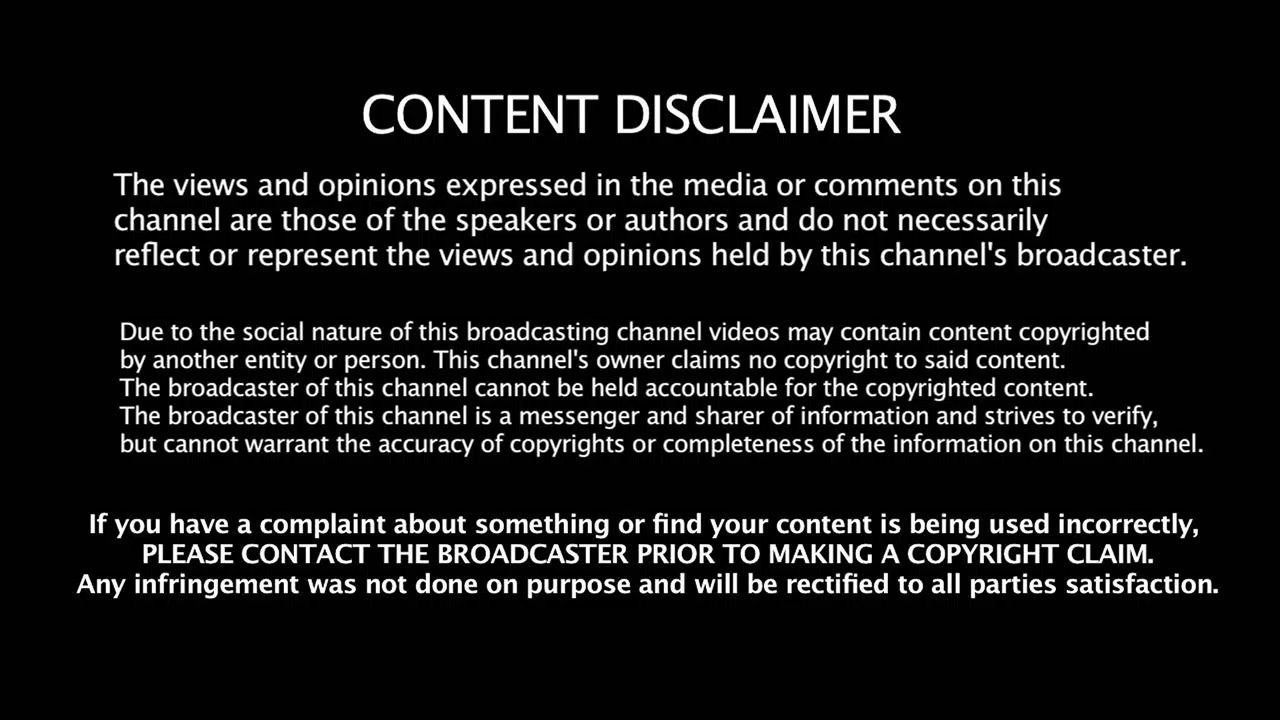 CONTENT DISCLAIMER
The views and opinions expressed in the media or comments on this
channel are those of the speakers or authors and do not necessarily
reflect or represent the views and opinions held by this channel's broadcaster.
Due to the social nature of this broadcasting channel videos may contain content copyrighted
by another entity or person. This channel's owner claims no copyright to said content.
The broadcaster of this channel cannot be held accountable for the copyrighted content.
The broadcaster of this channel is a messenger and sharer of information and strives to verify,
but cannot warrant the accuracy of copyrights or completeness of the information on this channel.
If you have a complaint about something or find your content is being used incorrectly,
PLEASE CONTACT THE BROADCASTER PRIOR TO MAKING A COPYRIGHT CLAIM.
Any infringement was not done on purpose and will be rectified to all parties satisfaction.